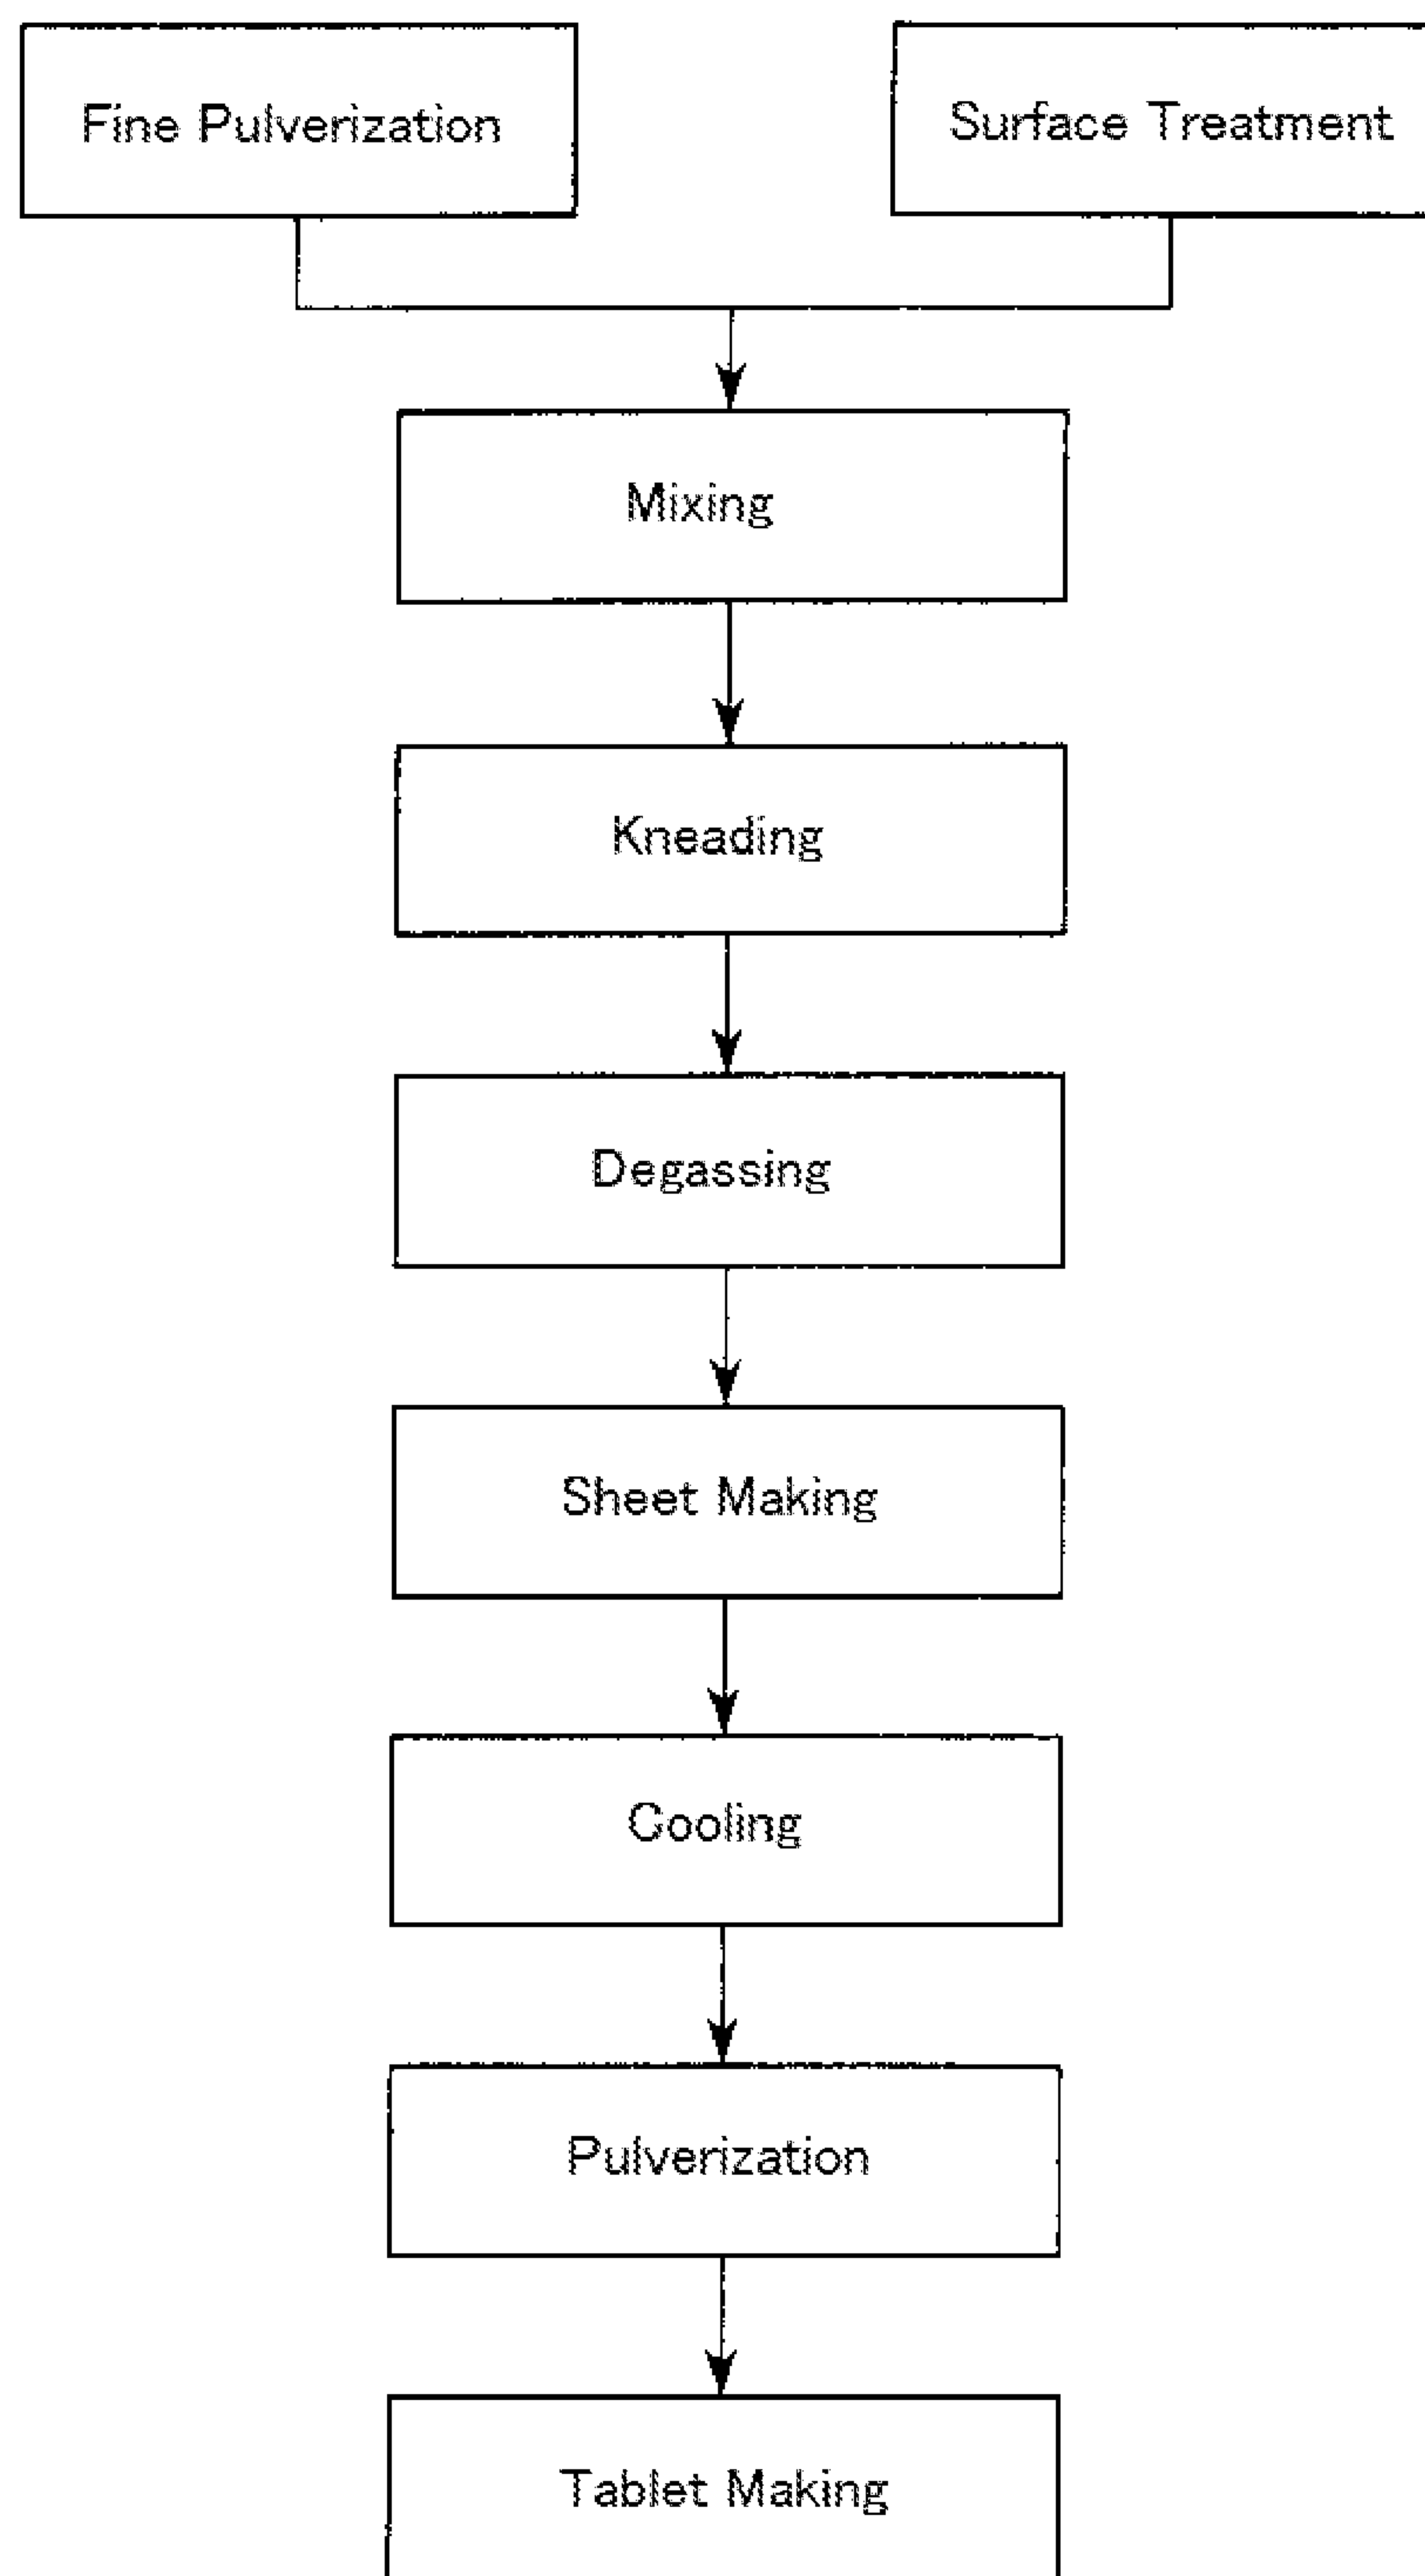 Fine Pulverization
Surface Treatment
Mixing
Kneading
Degassing
Sheet Making
Cooling
Pulverization
Tablet Making